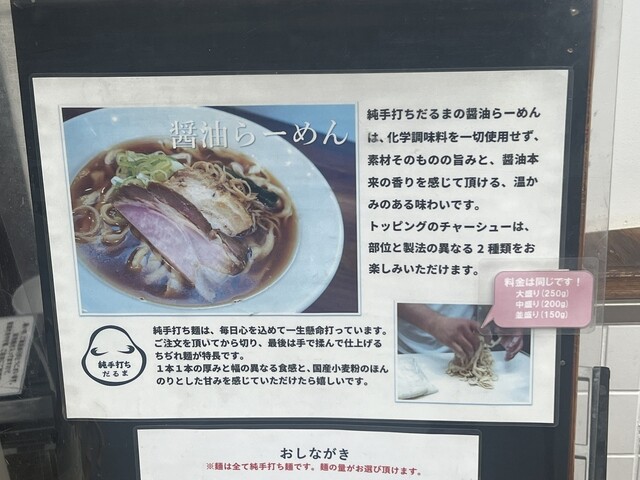 醤油らーめん
純手打ちだるまの醤油らーめん
は、化学調味料を一切使用せず、
素材そのものの旨みと、醤油本
来の香りを感じて頂ける、温か
みのある味わいです。
トッピングのチャーシューは、
部位と製法の異なる2種類をお
楽しみいただけます。
料金は同じです!
大盛り(250g)
中盛り(200g)
並盛り(150g)
純手打ち
だるま
純手打ち麺は、毎日心を込めて一生懸命打っています。
ご注文を頂いてから切り、最後は手で揉んで仕上げる
ちぢれ麺が特長です。
1本1本の厚みと幅の異なる食感と、国産小麦粉のほん
のりとした甘みを感じていただけたら嬉しいです。
おしながき
※麺は全て純手打ち麺です。麺の量がお選び頂けます。